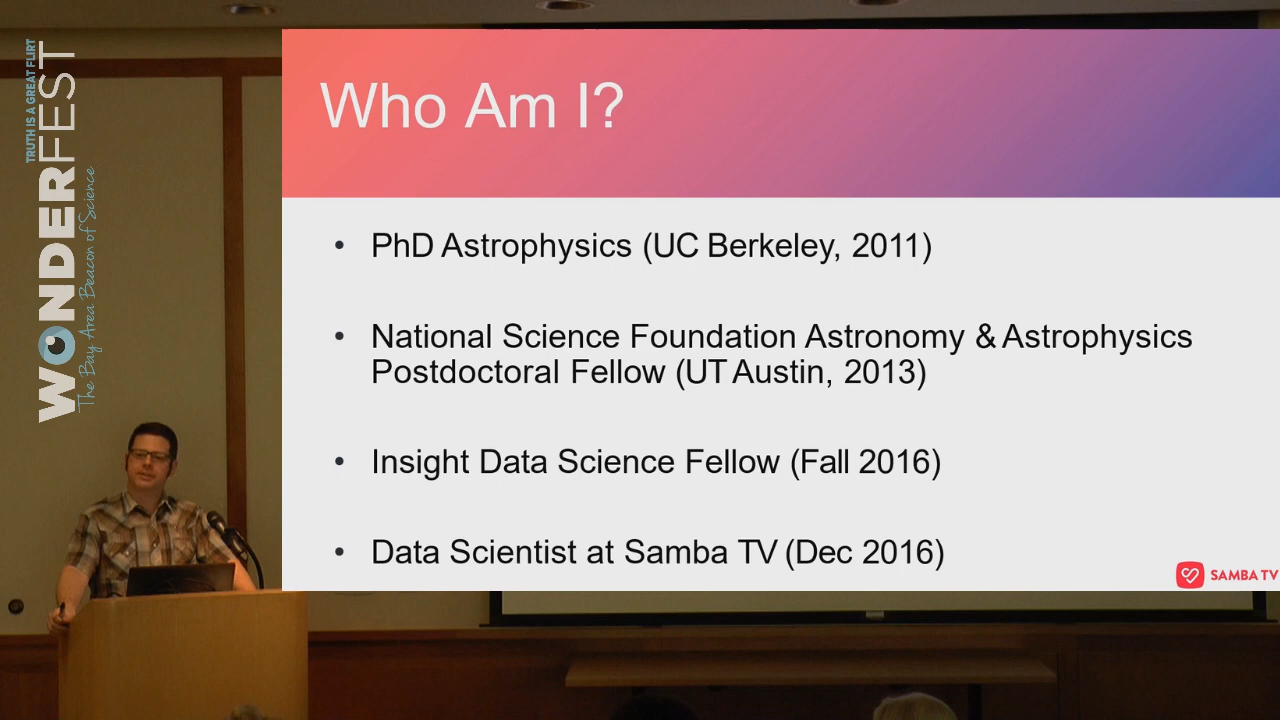 TRUTH IS A GREAT FLIRT
WONDERFEST
The Bay Area Beacon of Science
Who Am I?
• PhD Astrophysics (UC Berkeley, 2011)
• National Science Foundation Astronomy & Astrophysics
Postdoctoral Fellow (UT Austin, 2013)
• Insight Data Science Fellow (Fall 2016)
• Data Scientist at Samba TV (Dec 2016)
SAMBA TV